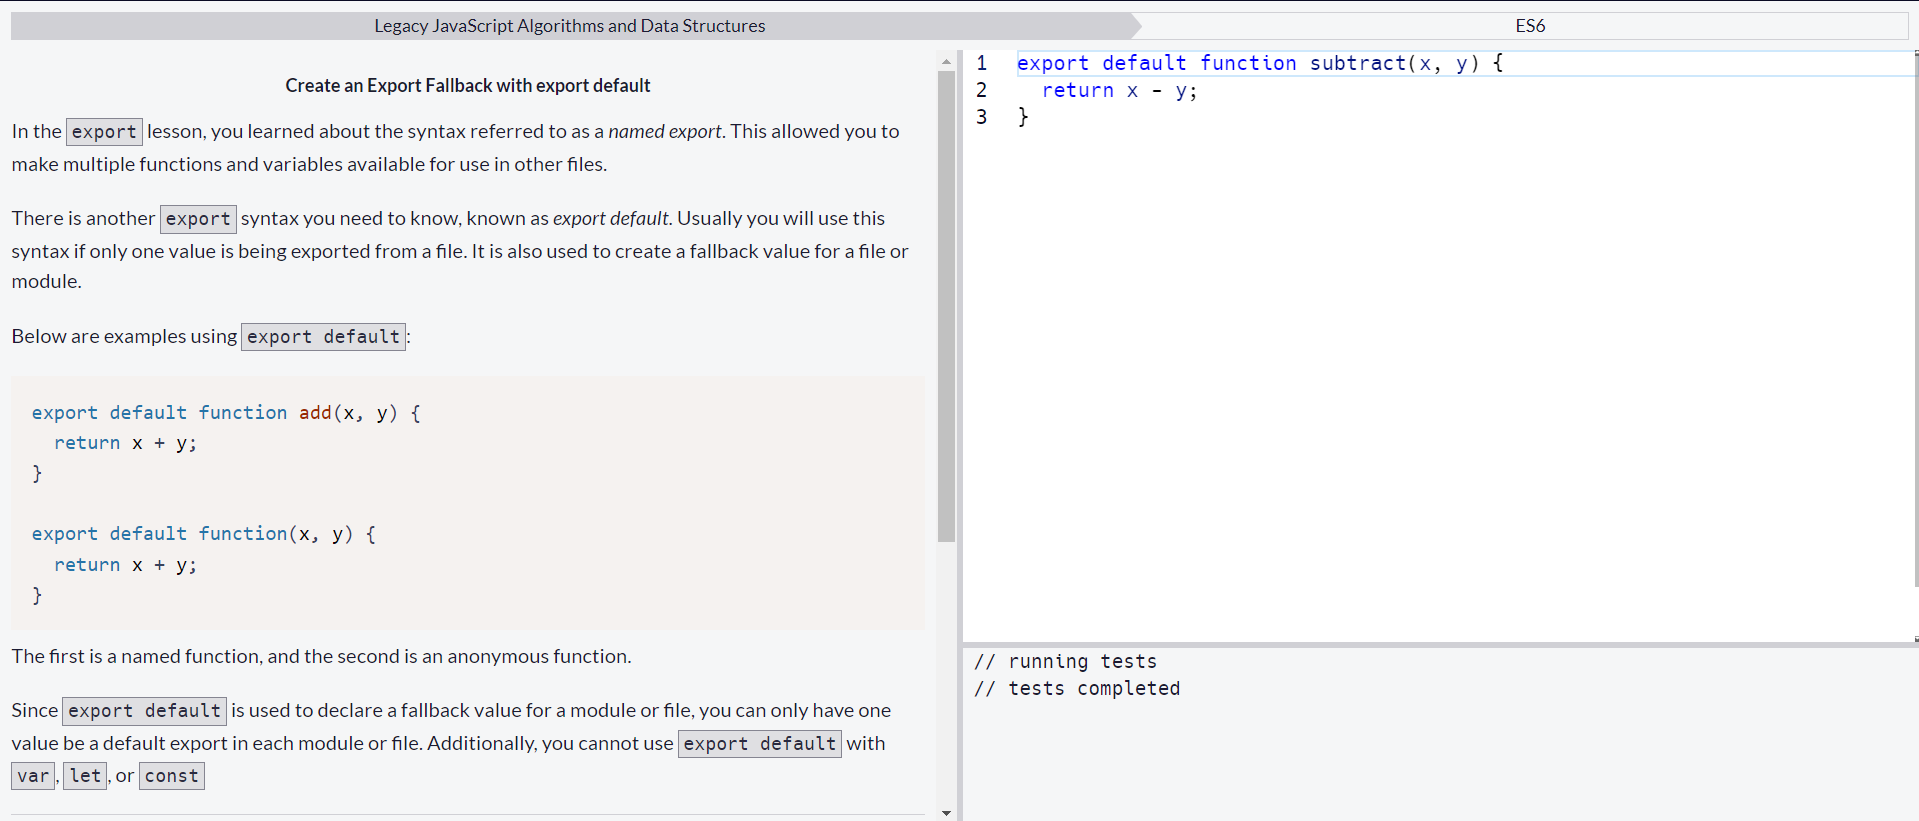 Legacy JavaScript Algorithms and Data Structures
ES6
Create an Export Fallback with export default
In the export lesson, you learned about the syntax referred to as a named export. This allowed you to
make multiple functions and variables available for use in other files.
There is another export syntax you need to know, known as export default. Usually you will use this
syntax if only one value is being exported from a file. It is also used to create a fallback value for a file or
module.
Below are examples using export default:
export default function add(x, y) {
  return x + y;
}
export default function(x, y) {
  return x + y;
}
The first is a named function, and the second is an anonymous function.
Since export default is used to declare a fallback value for a module or file, you can only have one
value be a default export in each module or file. Additionally, you cannot use export default with
var, let, or const
1 export default function subtract(x, y) {
2   return x - y;
3 }
// running tests
// tests completed